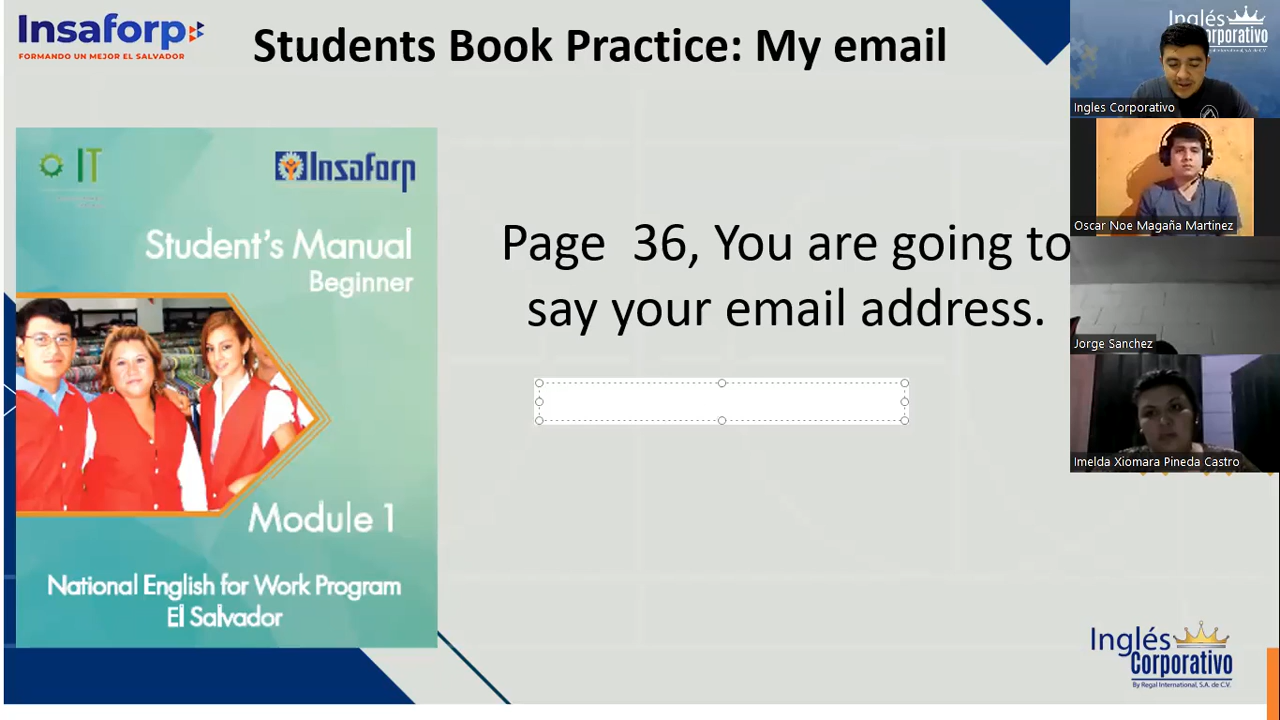 Insaforp
FORMANDO UN MEJOR EL SALVADOR
Students Book Practice: My email
IT
Insaforp
Student's Manual
Beginner
Module 1
National English for Work Program
El Salvador
Page 36, You are going to
say your email address.
Inglés
Corporativo
Ingles Corporativo
Oscar Noe Magaña Martinez
Jorge Sanchez
Imelda Xiomara Pineda Castro
Inglés
Corporativo
By Regal International, S.A. de C.V.